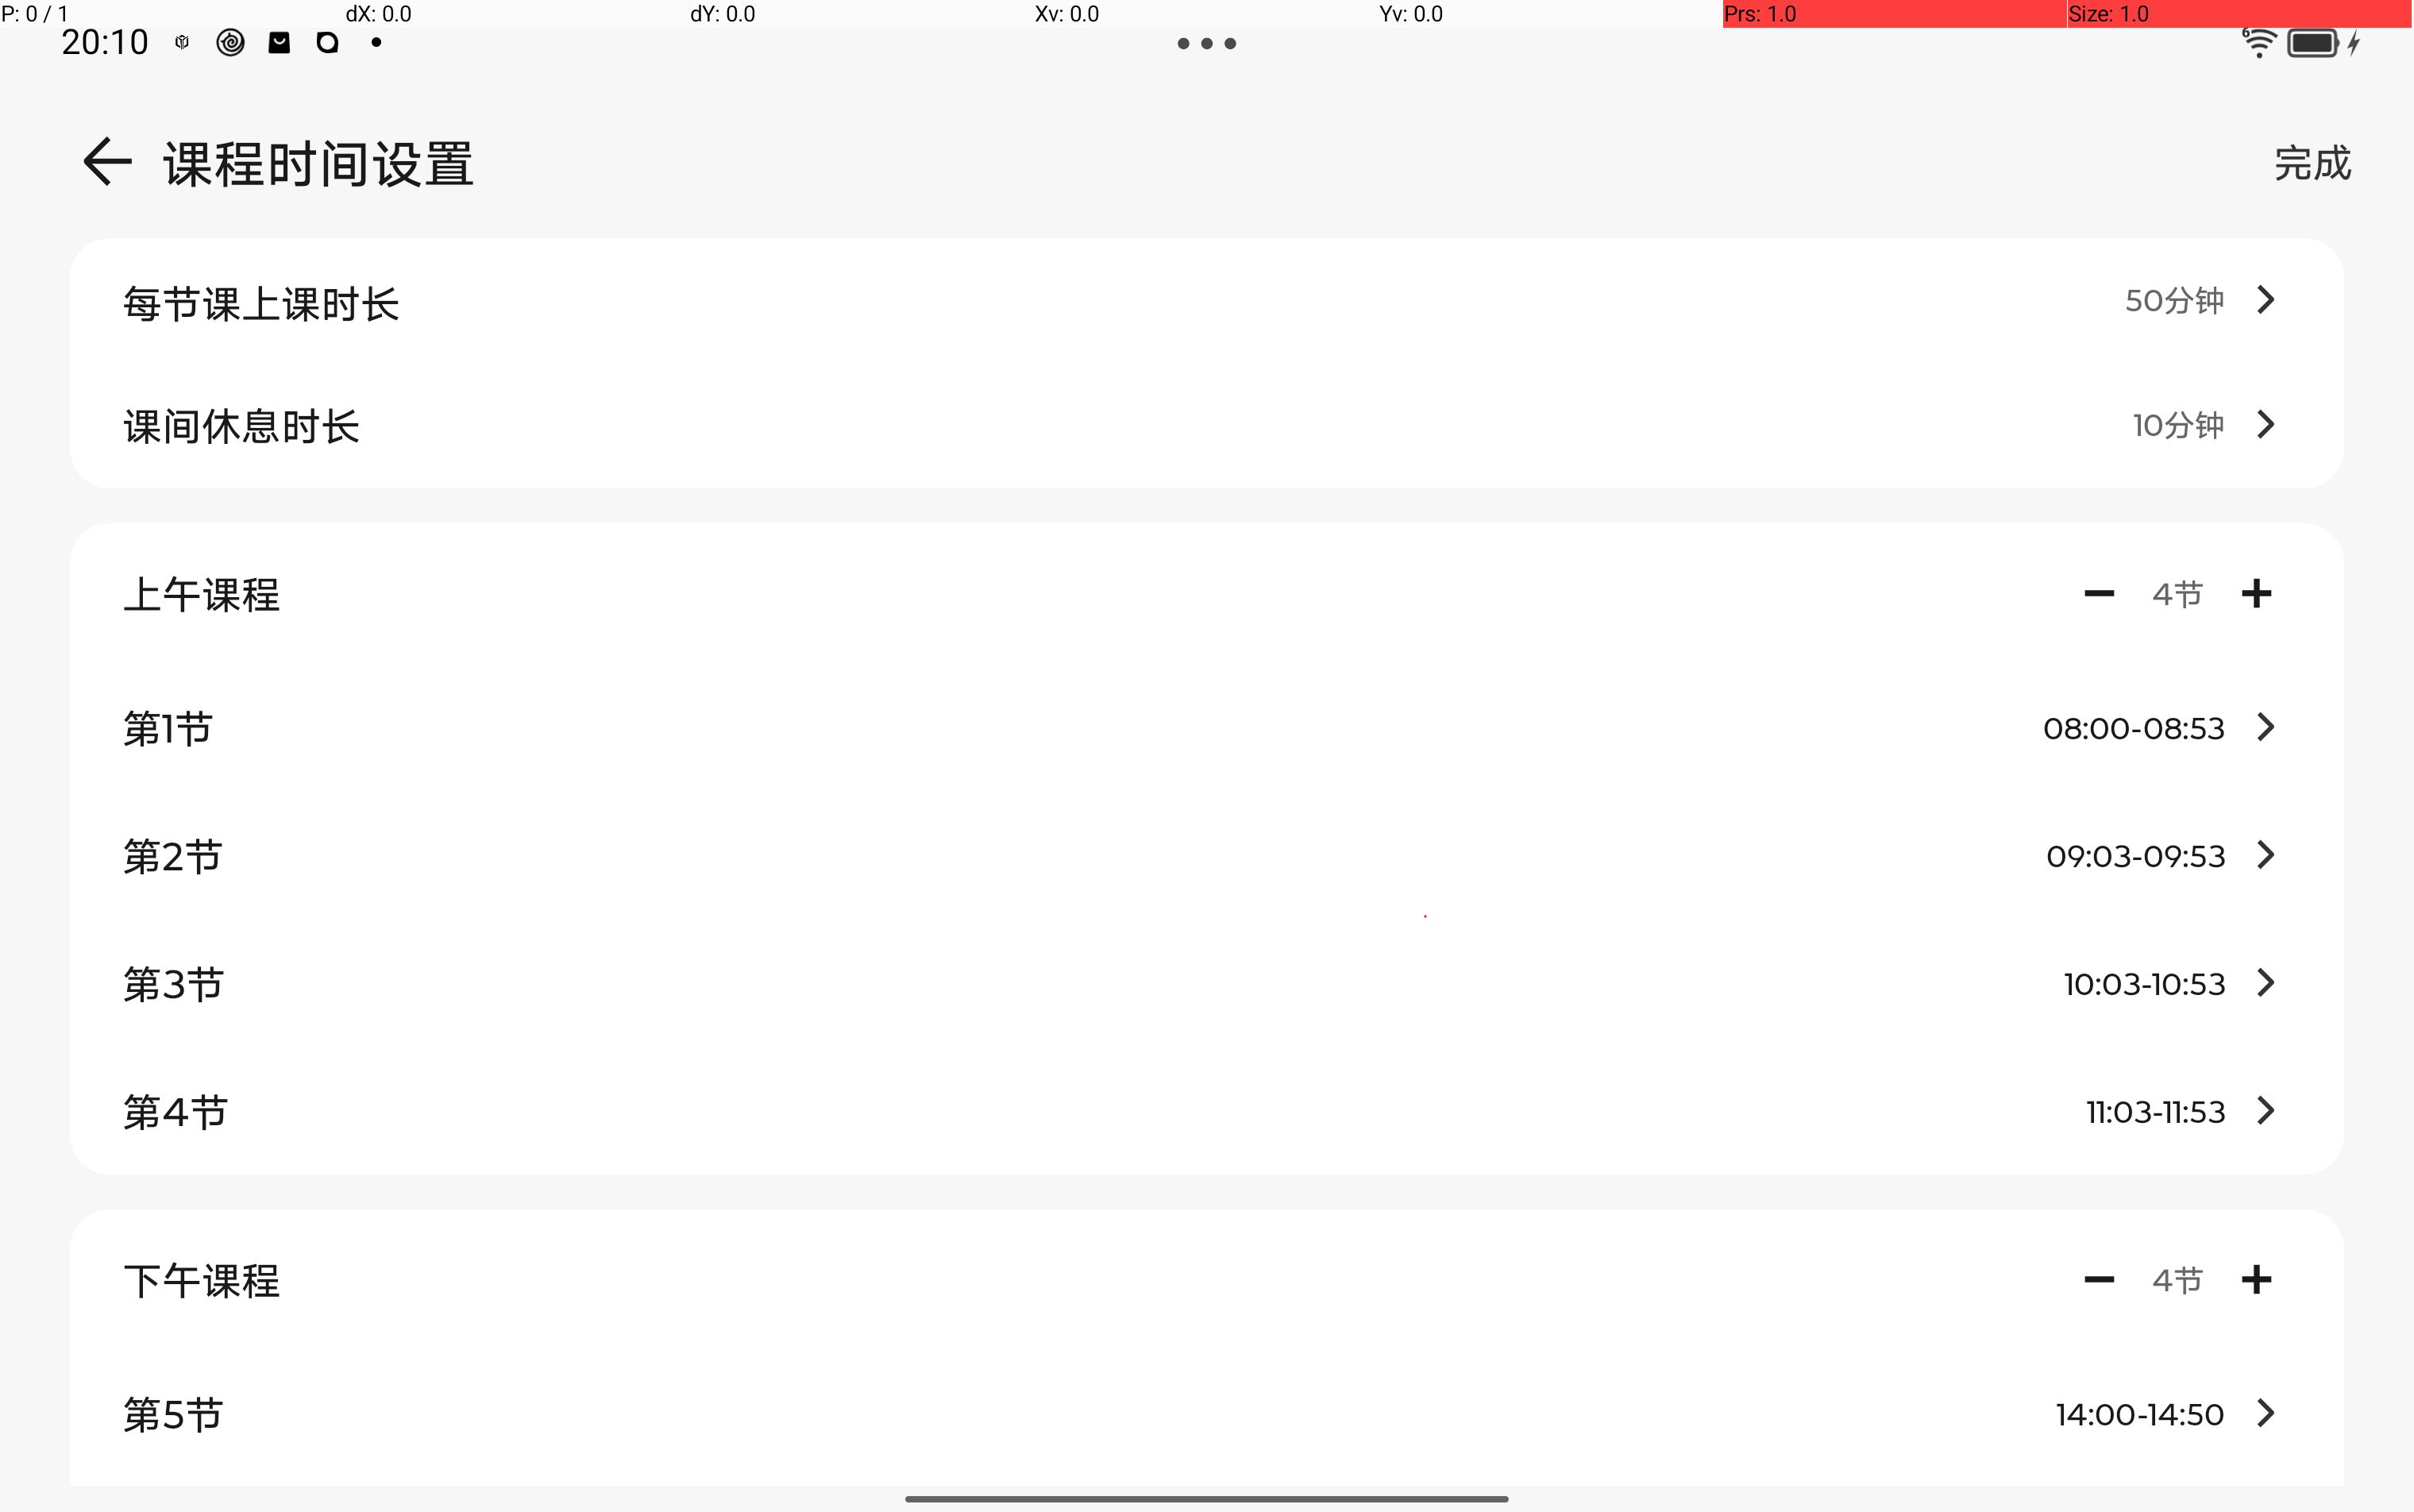 P: 0 / 1 dX: 0.0 dY: 0.0 Xv: 0.0 Yv: 0.0 Prs: 1.0 Size: 1.0
20:10 6
课程时间设置 完成
每节课上课时长 50分钟
课间休息时长 10分钟
上午课程 4节
第1节 08:00-08:53
第2节 09:03-09:53
第3节 10:03-10:53
第4节 11:03-11:53
下午课程 4节
第5节 14:00-14:50